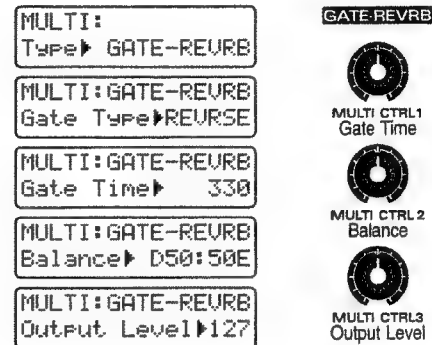 MULTI:
Type▶ GATE-REVRB
MULTI:GATE-REVRB
Gate Type▶REVRSE
MULTI:GATE-REVRB
Gate Time▶ 330
MULTI:GATE-REVRB
Balance▶ D50:50E
MULTI:GATE-REVRB
Output Level▶127
GATE-REVRB
MULTI CTRL1
Gate Time
MULTI CTRL2
Balance
MULTI CTRL3
Output Level